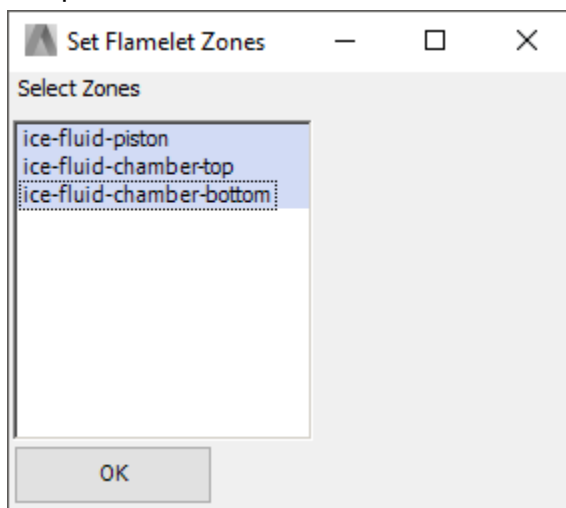 Set Flamelet Zones
Select Zones
ice-fluid-piston
ice-fluid-chamber-top
ice-fluid-chamber-bottom
OK